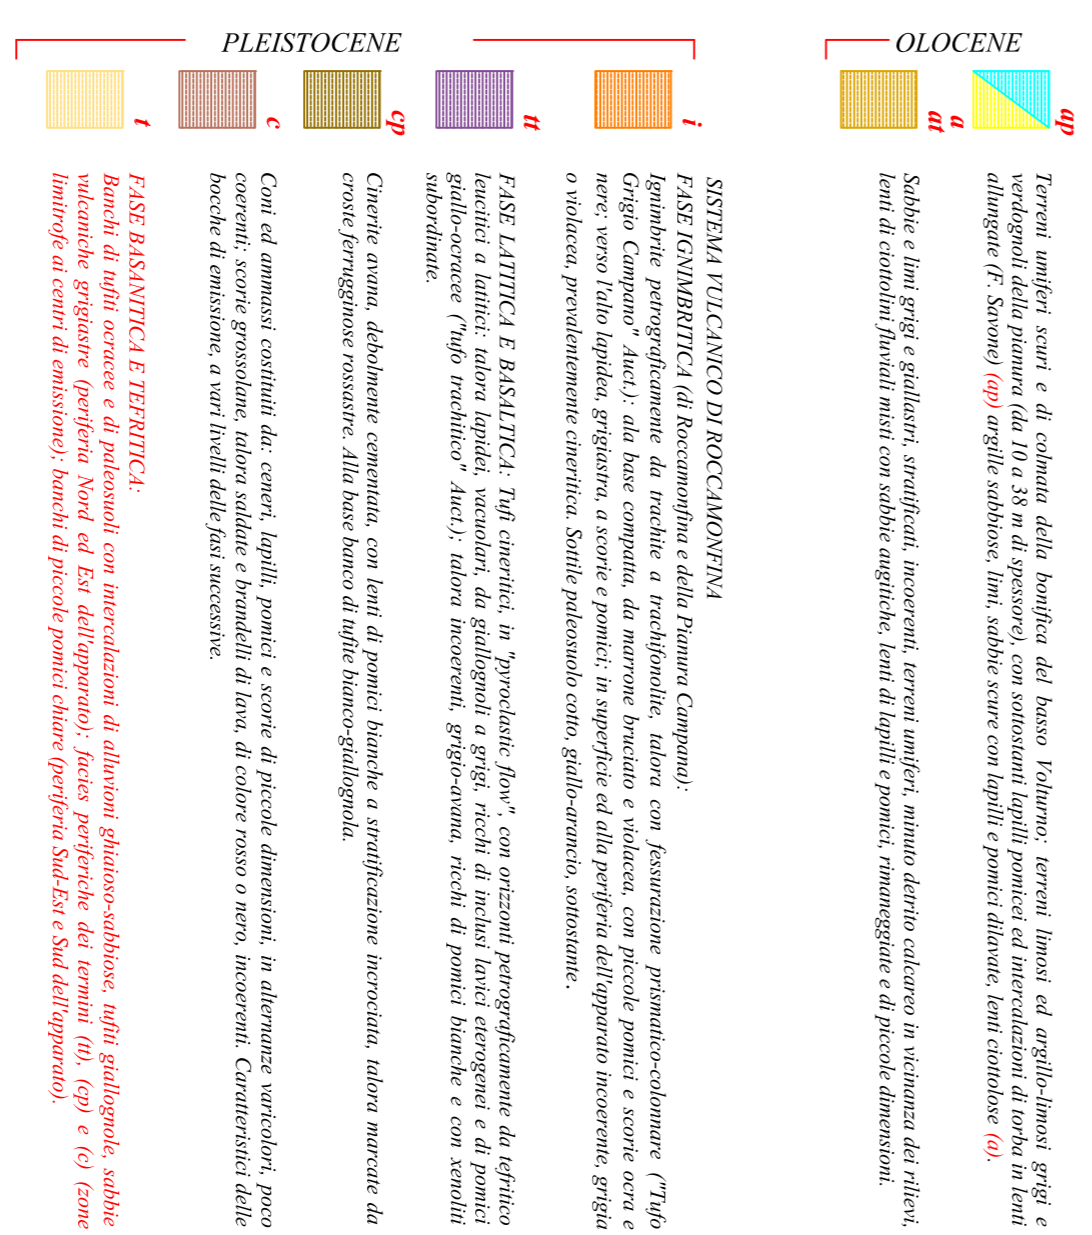 OLOCENE
ap
a
Terreni umiferi scuri e di colmata della bonifica del basso Volturno; terreni limosi ed argillo-limosi grigi e
verdognoli della pianura (da 10 a 38 m di spessore), con sottostanti lapilli pomicei ed intercalazioni di torba in lenti
allungate (F. Savone) (ap) argille sabbiose, limi, sabbie scure con lapilli e pomici dilavate, lenti ciottolose (a).
at
Sabbie e limi grigi e giallastri, stratificati, incoerenti, terreni umiferi, minuto detrito calcareo in vicinanza dei rilievi,
lenti di ciottolini fluviali misti con sabbie augitiche, lenti di lapilli e pomici, rimaneggiate e di piccole dimensioni.
PLEISTOCENE
SISTEMA VULCANICO DI ROCCAMONFINA
i
FASE IGNIMBRITICA (di Roccamonfina e della Pianura Campana):
Ignimbrite petrograficamente da trachite a trachifonolite, talora con fessurazione prismatico-colonnare ("Tufo
Grigio Campano" Auct.): ala base compatta, da marrone bruciato e violacea, con piccole pomici e scorie ocra e
nere; verso l'alto lapidea, grigiastra, a scorie e pomici; in superficie ed alla periferia dell'apparato incoerente, grigia
o violacea, prevalentemente cineritica. Sottile paleosuolo cotto, giallo-arancio, sottostante.
tt
FASE LATITICA E BASALTICA: Tufi cineritici, in "pyroclastic flow", con orizzonti petrograficamente da tefritico
leucitici a latitici: talora lapidei, vacuolari, da giallognoli a grigi, ricchi di inclusi lavici eterogenei e di pomici
giallo-ocracee ("tufo trachitico" Auct.); talora incoerenti, grigio-avana, ricchi di pomici bianche e con xenoliti
subordinate.
cp
Cinerite avana, debolmente cementata, con lenti di pomici bianche a stratificazione incrociata, talora marcate da
croste ferrugginose rossastre. Alla base banco di tufite bianco-giallognola.
c
Coni ed ammassi costituiti da: ceneri, lapilli, pomici e scorie di piccole dimensioni, in alternanze varicolori, poco
coerenti; scorie grossolane, talora saldate e brandelli di lava, di colore rosso o nero, incoerenti. Caratteristici delle
bocche di emissione, a vari livelli delle fasi successive.
t
FASE BASANITICA E TEFRITICA:
Banchi di tufiti ocracee e di paleosuoli con intercalazioni di alluvioni ghiaioso-sabbiose, tufiti giallognole, sabbie
vulcaniche grigiastre (periferia Nord ed Est dell'apparato); facies periferiche dei termini (tt), (cp) e (c) (zone
limitrofe ai centri di emissione); banchi di piccole pomici chiare (periferia Sud-Est e Sud dell'apparato).